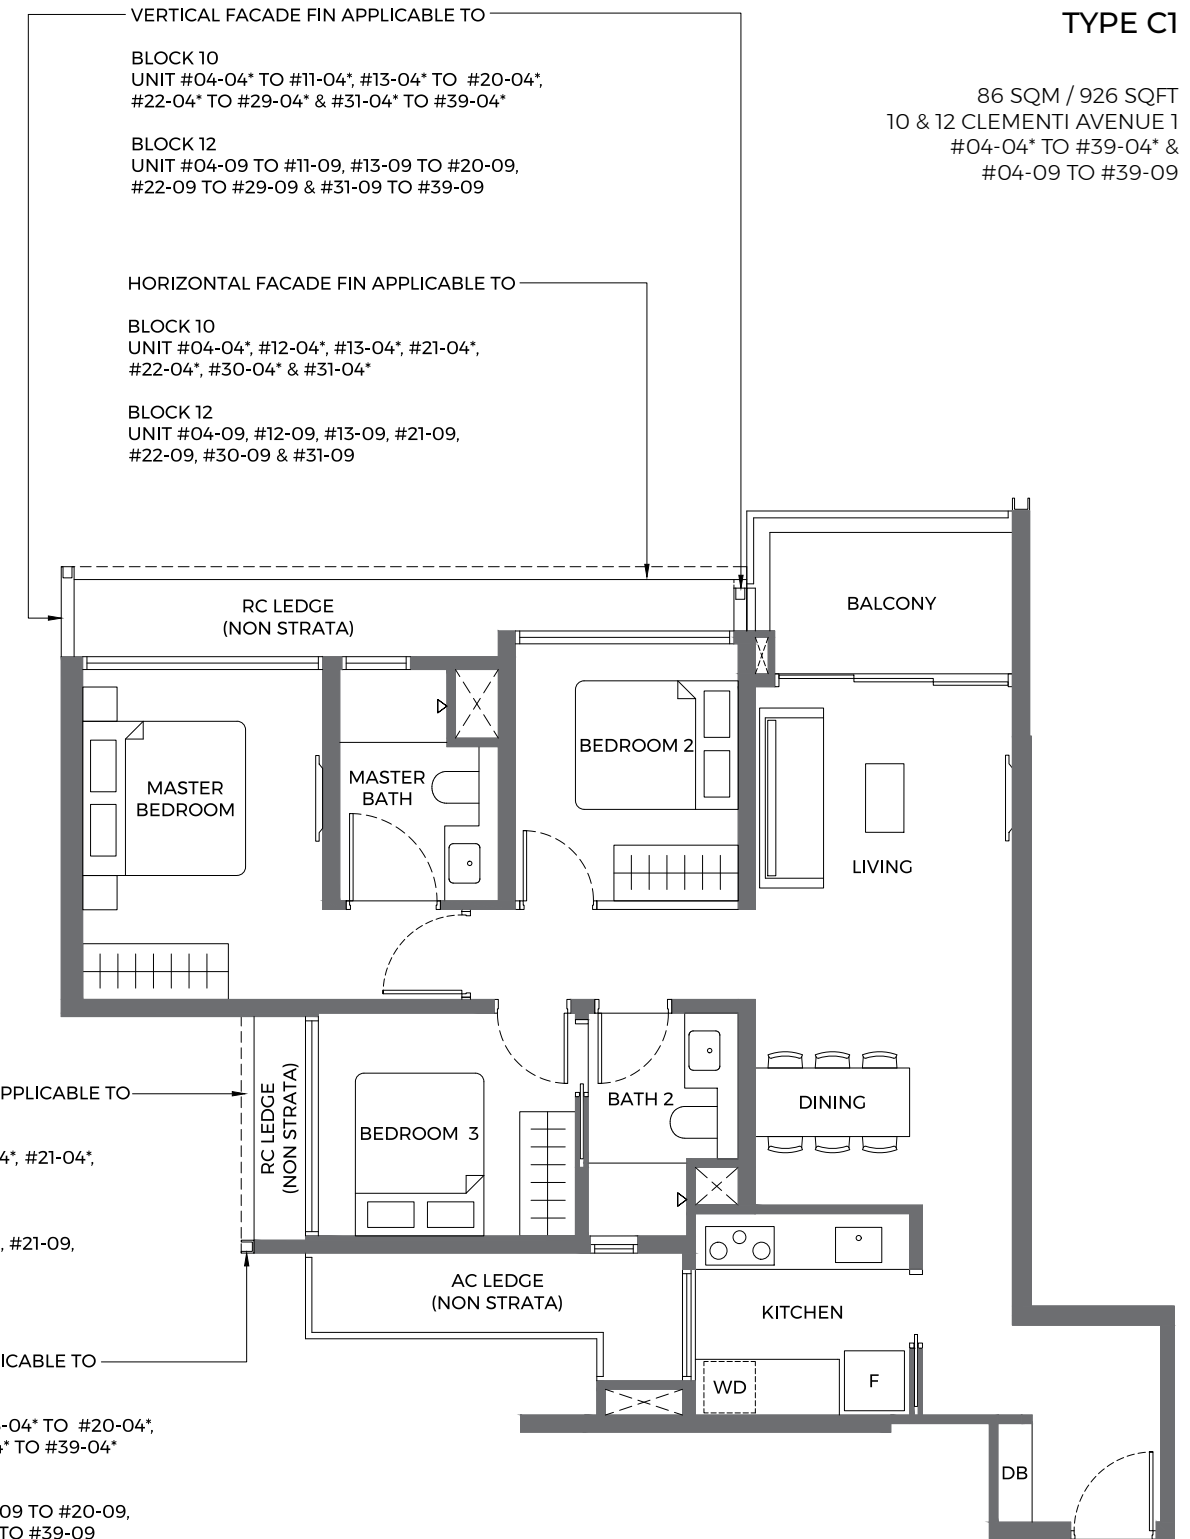 VERTICAL FACADE FIN APPLICABLE TO
BLOCK 10
UNIT #04-04* TO #11-04*, #13-04* TO #20-04*,
#22-04* TO #29-04* & #31-04* TO #39-04*
BLOCK 12
UNIT #04-09 TO #11-09, #13-09 TO #20-09,
#22-09 TO #29-09 & #31-09 TO #39-09
TYPE C1
86 SQM / 926 SQFT
10 & 12 CLEMENTI AVENUE 1
#04-04* TO #39-04* &
#04-09 TO #39-09
HORIZONTAL FACADE FIN APPLICABLE TO
BLOCK 10
UNIT #04-04*, #12-04*, #13-04*, #21-04*,
#22-04*, #30-04* & #31-04*
BLOCK 12
UNIT #04-09, #12-09, #13-09, #21-09,
#22-09, #30-09 & #31-09
RC LEDGE
(NON STRATA)
BALCONY
BEDROOM 2
MASTER
BEDROOM
MASTER
BATH
LIVING
PPLICABLE TO
4*, #21-04*,
, #21-09,
RC LEDGE
(NON STRATA)
BEDROOM 3
BATH 2
DINING
AC LEDGE
(NON STRATA)
KITCHEN
ICABLE TO
-04* TO #20-04*,
4* TO #39-04*
09 TO #20-09,
TO #39-09
WD
F
DB